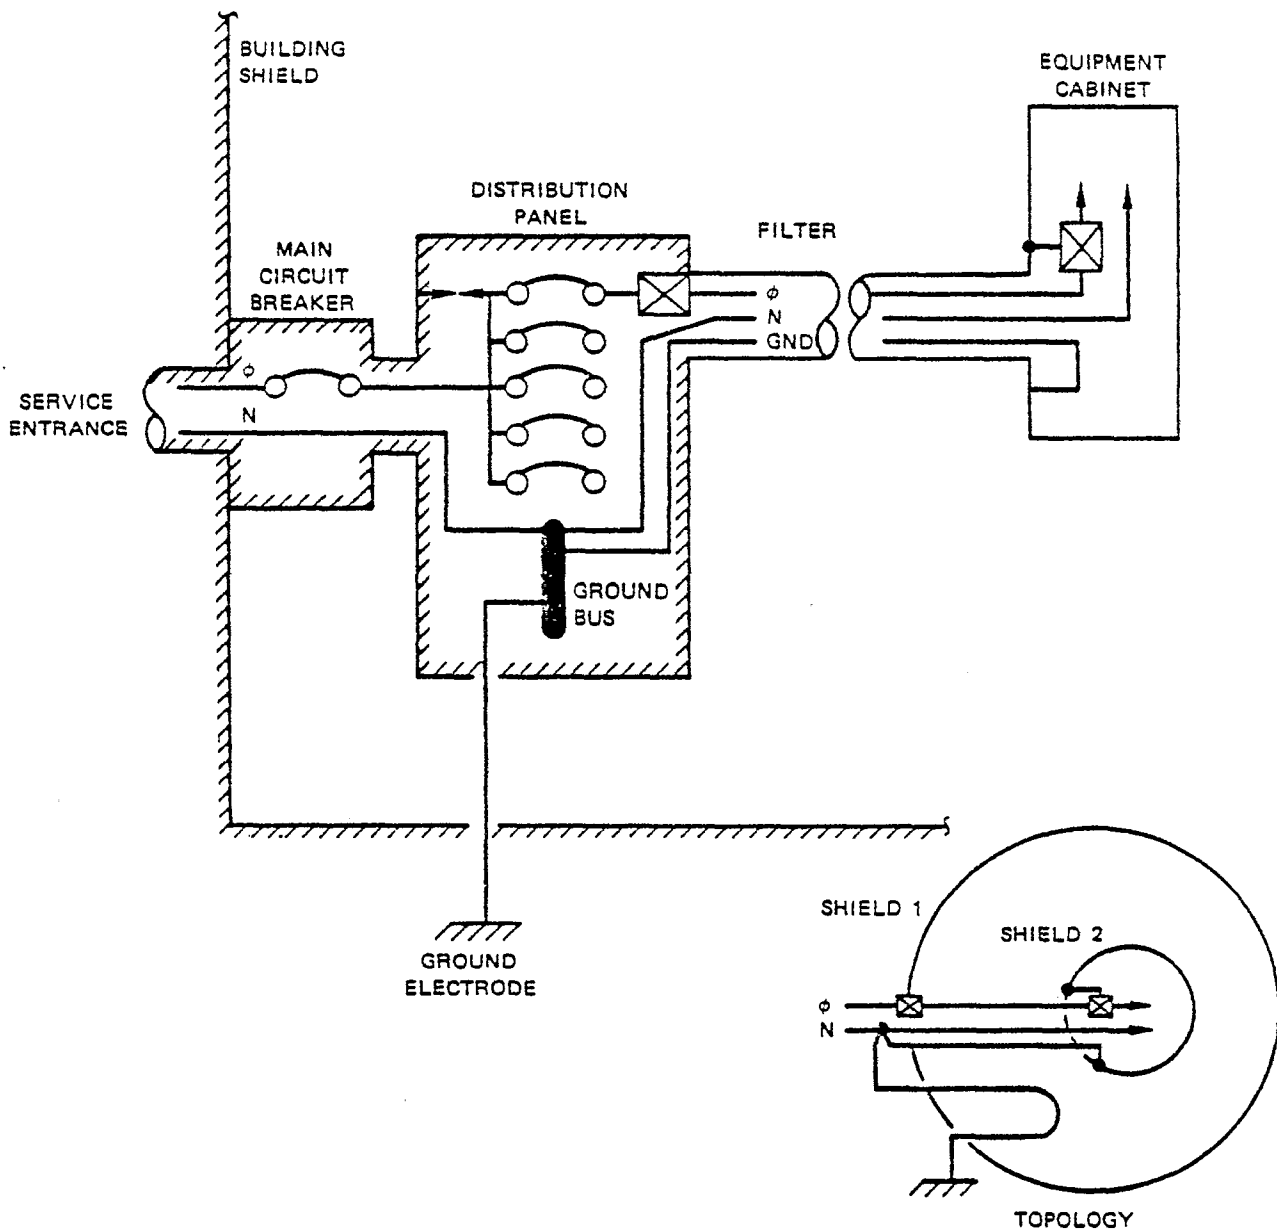 BUILDING
SHIELD
EQUIPMENT
CABINET
DISTRIBUTION
PANEL
FILTER
MAIN
CIRCUIT
BREAKER
ϕ
N
GND
ϕ
N
SERVICE
ENTRANCE
GROUND
BUS
GROUND
ELECTRODE
SHIELD 1
SHIELD 2
ϕ
N
TOPOLOGY